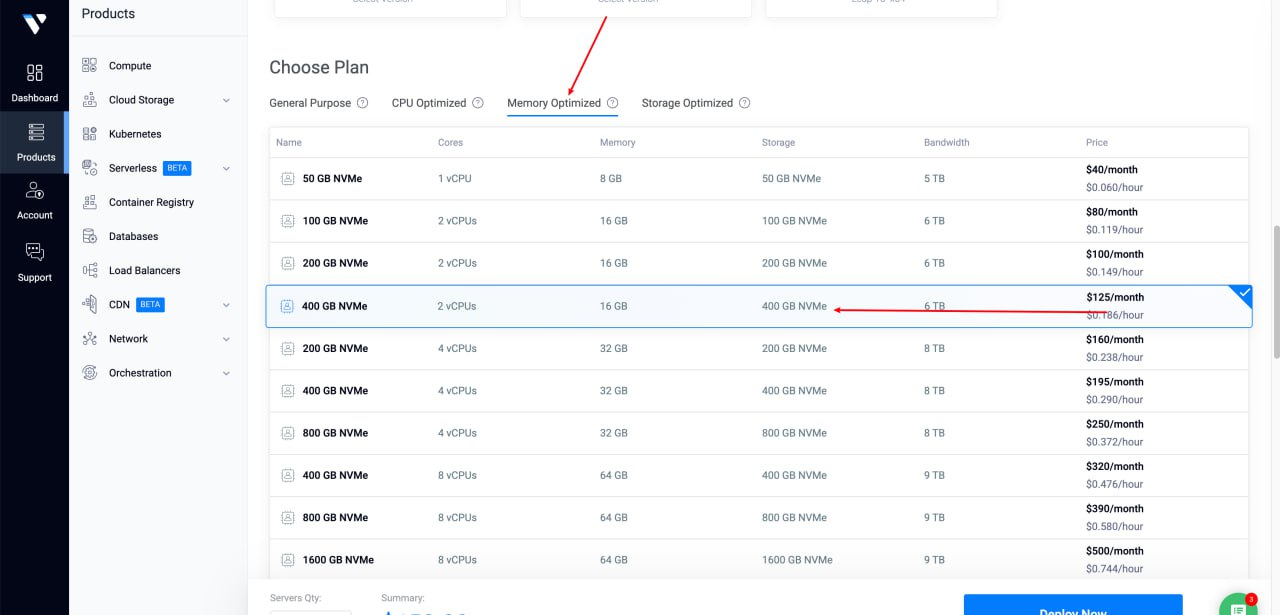 Products
Dashboard
Products
Account
Support
Compute
Cloud Storage
Kubernetes
Serverless BETA
Container Registry
Databases
Load Balancers
CDN BETA
Network
Orchestration
Select Version
Select Version
Choose Plan
General Purpose ? CPU Optimized ? Memory Optimized ? Storage Optimized ?
Name Cores Memory Storage Bandwidth Price
50 GB NVMe 1 vCPU 8 GB 50 GB NVMe 5 TB $40/month
$0.060/hour
100 GB NVMe 2 vCPUs 16 GB 100 GB NVMe 6 TB $80/month
$0.119/hour
200 GB NVMe 2 vCPUs 16 GB 200 GB NVMe 6 TB $100/month
$0.149/hour
400 GB NVMe 2 vCPUs 16 GB 400 GB NVMe 6 TB $125/month
$0.186/hour
200 GB NVMe 4 vCPUs 32 GB 200 GB NVMe 8 TB $160/month
$0.238/hour
400 GB NVMe 4 vCPUs 32 GB 400 GB NVMe 8 TB $195/month
$0.290/hour
800 GB NVMe 4 vCPUs 32 GB 800 GB NVMe 8 TB $250/month
$0.372/hour
400 GB NVMe 8 vCPUs 64 GB 400 GB NVMe 9 TB $320/month
$0.476/hour
800 GB NVMe 8 vCPUs 64 GB 800 GB NVMe 9 TB $390/month
$0.580/hour
1600 GB NVMe 8 vCPUs 64 GB 1600 GB NVMe 9 TB $500/month
$0.744/hour
Servers Qty: Summary:
Deploy Now
3